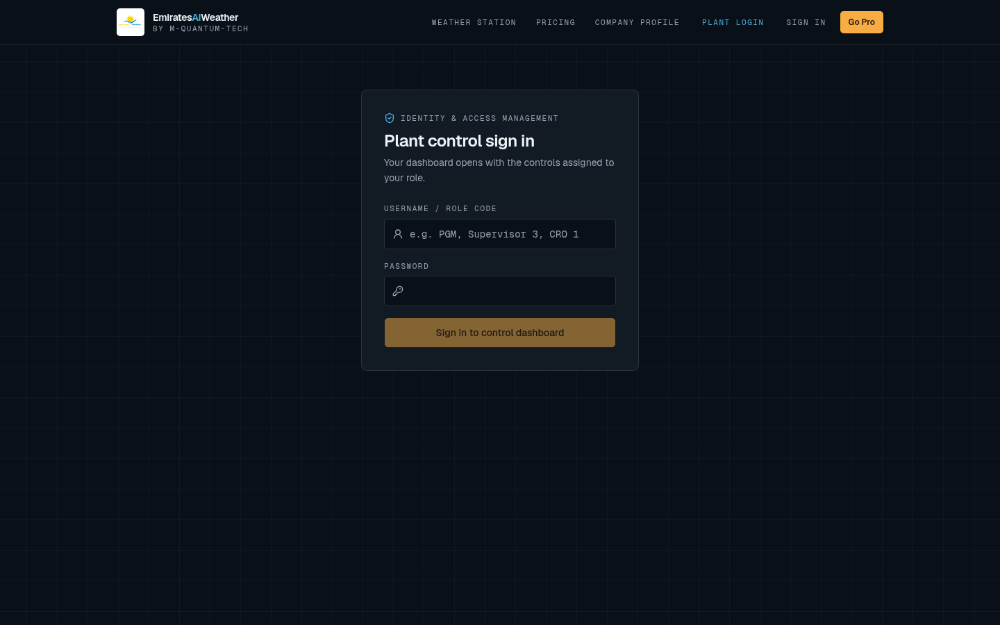 EmiratesAIWeather
BY M-QUANTUM-TECH
WEATHER STATION
PRICING
COMPANY PROFILE
PLANT LOGIN
SIGN IN
Go Pro
IDENTITY & ACCESS MANAGEMENT
Plant control sign in
Your dashboard opens with the controls assigned to
your role.
USERNAME / ROLE CODE
e.g. PGM, Supervisor 3, CRO 1
PASSWORD
Sign in to control dashboard